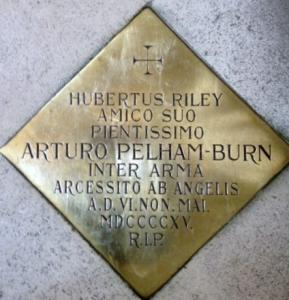 HUBERTUS RILEY
AMICO SUO
PIENTISSIMO
ARTURO PELHAM-BURN
INTER ARMA
ARCESSITO AB ANGELIS
A.D. VI. NON. MAI.
MDCCCCXV.
R.I.P.